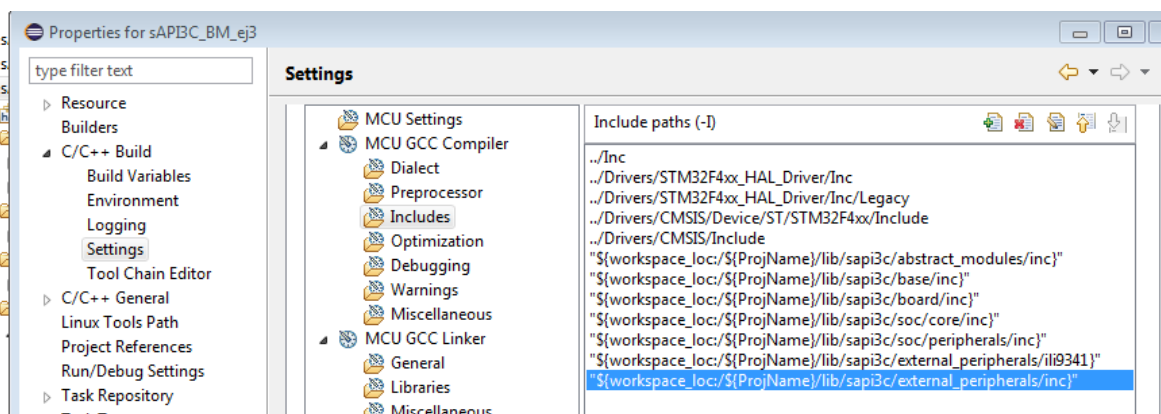 Properties for sAPI3C_BM_ej3
type filter text
Resource
Builders
C/C++ Build
Build Variables
Environment
Logging
Settings
Tool Chain Editor
C/C++ General
Linux Tools Path
Project References
Run/Debug Settings
Task Repository
Settings
MCU Settings
MCU GCC Compiler
Dialect
Preprocessor
Includes
Optimization
Debugging
Warnings
Miscellaneous
MCU GCC Linker
General
Libraries
Miscellaneous
Include paths (-I)
../Inc
../Drivers/STM32F4xx_HAL_Driver/Inc
../Drivers/STM32F4xx_HAL_Driver/Inc/Legacy
../Drivers/CMSIS/Device/ST/STM32F4xx/Include
../Drivers/CMSIS/Include
"${workspace_loc:/${ProjName}/lib/sapi3c/abstract_modules/inc}"
"${workspace_loc:/${ProjName}/lib/sapi3c/base/inc}"
"${workspace_loc:/${ProjName}/lib/sapi3c/board/inc}"
"${workspace_loc:/${ProjName}/lib/sapi3c/soc/core/inc}"
"${workspace_loc:/${ProjName}/lib/sapi3c/soc/peripherals/inc}"
"${workspace_loc:/${ProjName}/lib/sapi3c/external_peripherals/ili9341}"
"${workspace_loc:/${ProjName}/lib/sapi3c/external_peripherals/inc}"